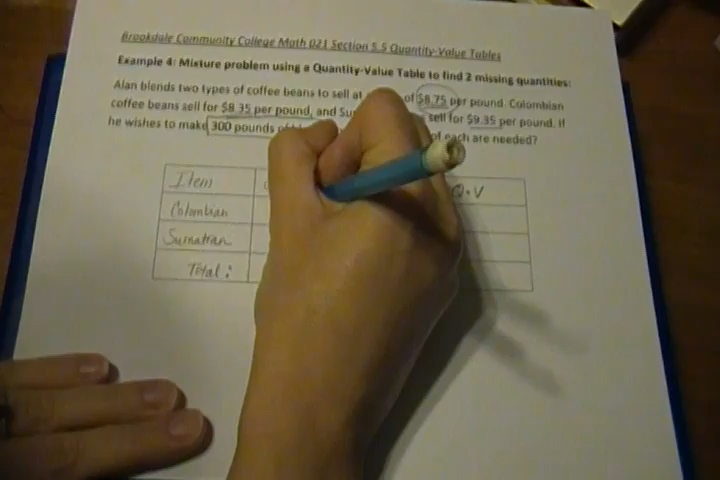 Brookdale Community College Math 021 Section 5.5 Quantity-Value Tables
Example 4: Mixture problem using a Quantity-Value Table to find 2 missing quantities:
Alan blends two types of coffee beans to sell at of $8.75 per pound. Colombian
coffee beans sell for $8.35 per pound, and Su sell for $9.35 per pound. If
he wishes to make 300 pounds of each are needed?
Item Q•V
Colombian
Sumatran
Total: